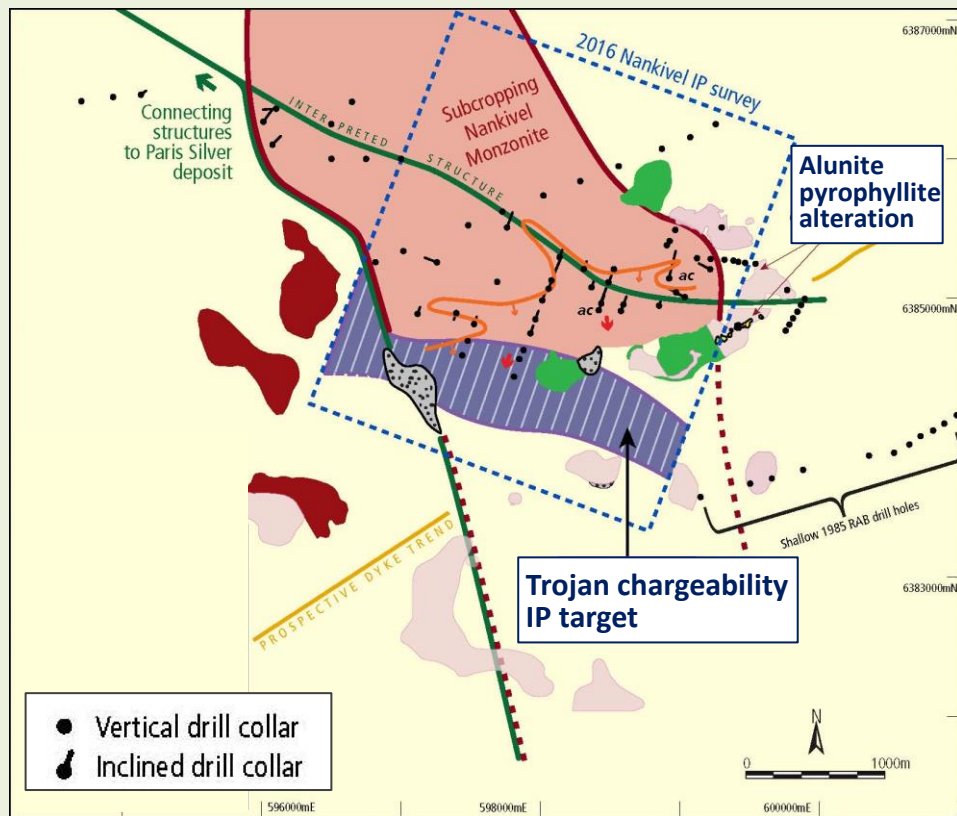 6387000mN
2016 Nankivel IP survey
Connecting
structures
to Paris Silver
deposit
INTERPRETED STRUCTURE
Subcropping
Nankivel
Monzonite
Alunite
pyrophyllite
alteration
ac
ac
6385000mN
Shallow 1985 RAB drill holes
PROSPECTIVE DYKE TREND
Trojan chargeability
IP target
6383000mN
Vertical drill collar
Inclined drill collar
N
0 1000m
596000mE 598000mE 600000mE